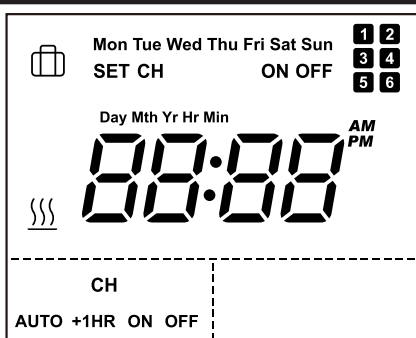 Mon Tue Wed Thu Fri Sat Sun
1 2
SET CH ON OFF
3 4
5 6
Day Mth Yr Hr Min
88:88
AM
PM
CH
AUTO +1HR ON OFF